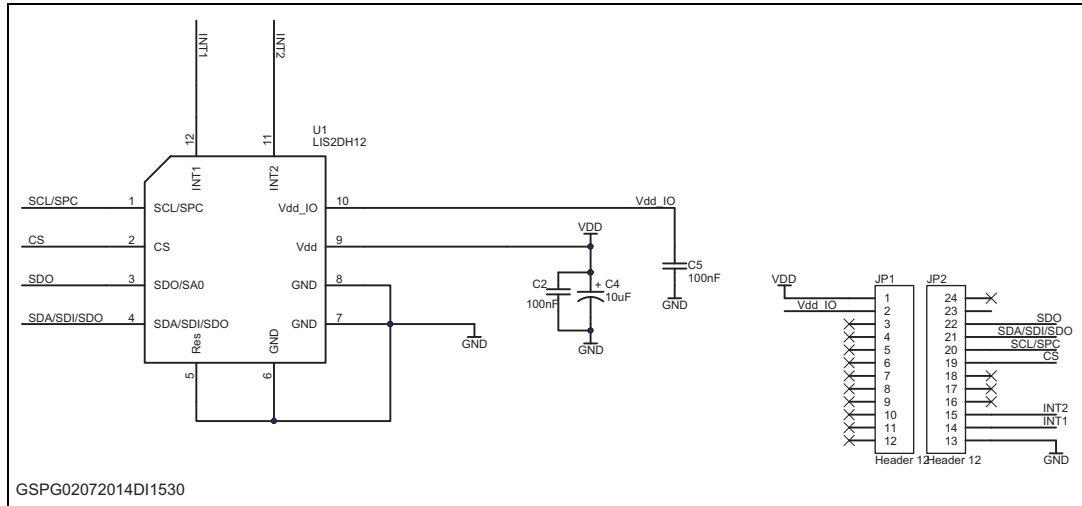 INT1
INT2
12
11
U1
LIS2DH12
INT1
INT2
SCL/SPC
1
SCL/SPC
Vdd_IO
10
Vdd_IO
CS
2
CS
Vdd
9
VDD
SDO
3
SDO/SA0
GND
8
SDA/SDI/SDO
4
SDA/SDI/SDO
GND
7
Res
GND
5
6
GND
C2
100nF
+
C4
10uF
GND
C5
100nF
GND
VDD
JP1
JP2
1
24
Vdd_IO
2
23
3
22
SDO
4
21
SDA/SDI/SDO
5
20
SCL/SPC
6
19
CS
7
18
8
17
9
16
10
15
INT2
11
14
INT1
12
13
Header 12
Header 12
GND
GSPG02072014DI1530